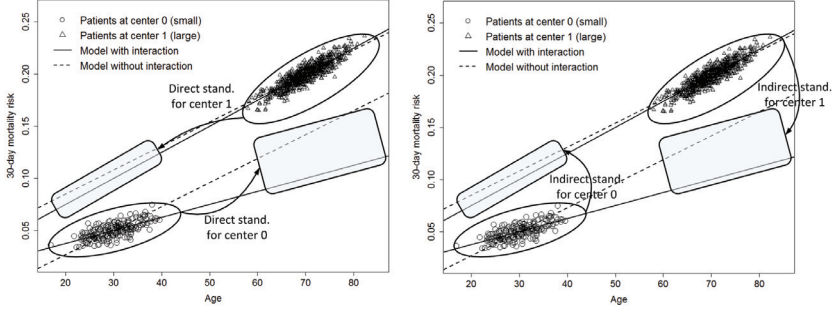 Patients at center 0 (small)
Patients at center 1 (large)
Model with interaction
Model without interaction
Direct stand.
for center 1
Direct stand.
for center 0
30-day mortality risk
0.05
0.10
0.15
0.20
0.25
20
30
40
50
60
70
80
Age
Patients at center 0 (small)
Patients at center 1 (large)
Model with interaction
Model without interaction
Indirect stand.
for center 1
Indirect stand.
for center 0
30-day mortality risk
0.05
0.10
0.15
0.20
0.25
20
30
40
50
60
70
80
Age